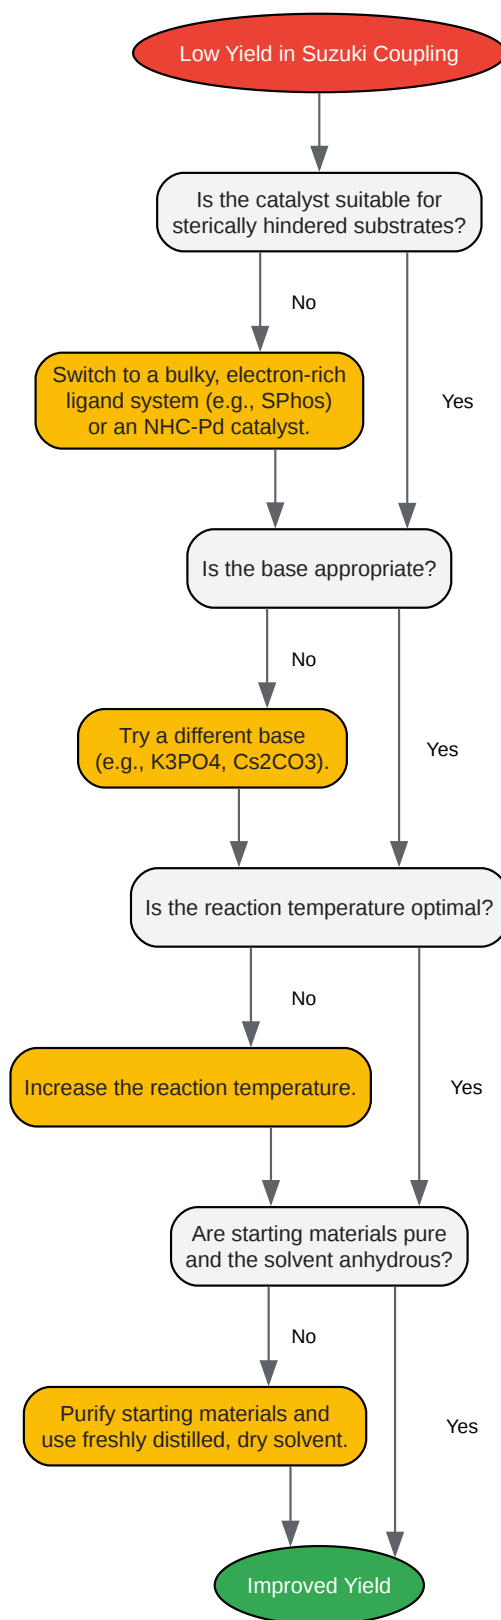 Low Yield in Suzuki Coupling
Is the catalyst suitable for
sterically hindered substrates?
No
Switch to a bulky, electron-rich
ligand system (e.g., SPhos)
or an NHC-Pd catalyst.
Yes
Is the base appropriate?
No
Try a different base
(e.g., K3PO4, Cs2CO3).
Yes
Is the reaction temperature optimal?
No
Increase the reaction temperature.
Yes
Are starting materials pure
and the solvent anhydrous?
No
Purify starting materials and
use freshly distilled, dry solvent.
Yes
Improved Yield